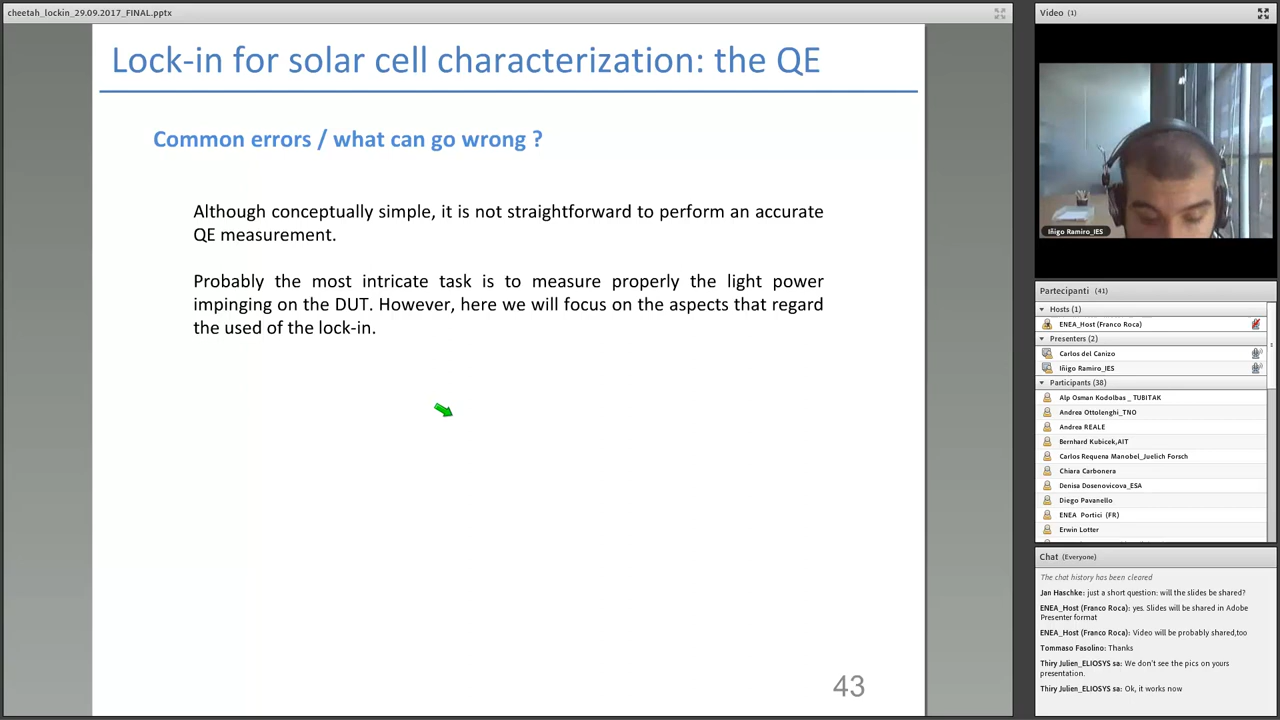 cheetah_lockin_29.09.2017_FINAL.pptx
Lock-in for solar cell characterization: the QE
Common errors / what can go wrong ?
Although conceptually simple, it is not straightforward to perform an accurate
QE measurement.
Probably the most intricate task is to measure properly the light power
impinging on the DUT. However, here we will focus on the aspects that regard
the used of the lock-in.
43
Video (1)
Iñigo Ramiro_IES
Partecipanti (41)
Hosts (1)
ENEA_Host (Franco Roca)
Presenters (2)
Carlos del Canizo
Iñigo Ramiro_IES
Participants (38)
Alp Osman Kodolbas _ TUBITAK
Andrea Ottolenghi_TNO
Andrea REALE
Bernhard Kubicek,AIT
Carlos Requena Manobel_Juelich Forsch
Chiara Carbonera
Denisa Dosenovicova_ESA
Diego Pavanello
ENEA Portici (FR)
Erwin Lotter
Chat (Everyone)
The chat history has been cleared
Jan Haschke: just a short question: will the slides be shared?
ENEA_Host (Franco Roca): yes. Slides will be shared in Adobe
Presenter format
ENEA_Host (Franco Roca): Video will be probably shared,too
Tommaso Fasolino: Thanks
Thiry Julien_ELIOSYS sa: We don't see the pics on yours
presentation.
Thiry Julien_ELIOSYS sa: Ok, it works now